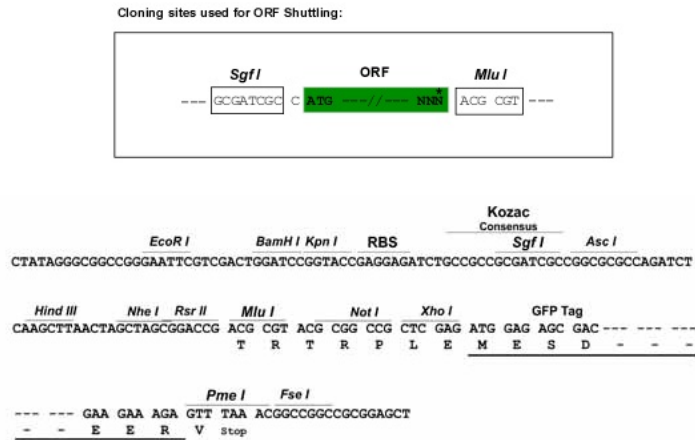 Cloning sites used for ORF Shuttling:
Sgf I ORF Mlu I
--- GCGATCGC C ATG ---//--- NNN* ACG CGT ---
Kozac
Consensus
EcoR I BamH I Kpn I RBS Sgf I Asc I
CTATAGGGCGGCCGGGAATTCGTCGACTGGATCCGGTACCGAGGAGATCTGCCGCCGCGATCGCCGGCGCGCCAGATCT
Hind III Nhe I Rsr II Mlu I Not I Xho I GFP Tag
CAAGCTTAACTAGCTAGCGGACCG ACG CGT ACG CGG CCG CTC GAG ATG GAG AGC GAC --- --- ---
T R T R P L E M E S D - - -
Pme I Fse I
--- --- GAA GAA AGA GTT TAA ACGGCCGGCCGCGGAGCT
- - E E R V Stop